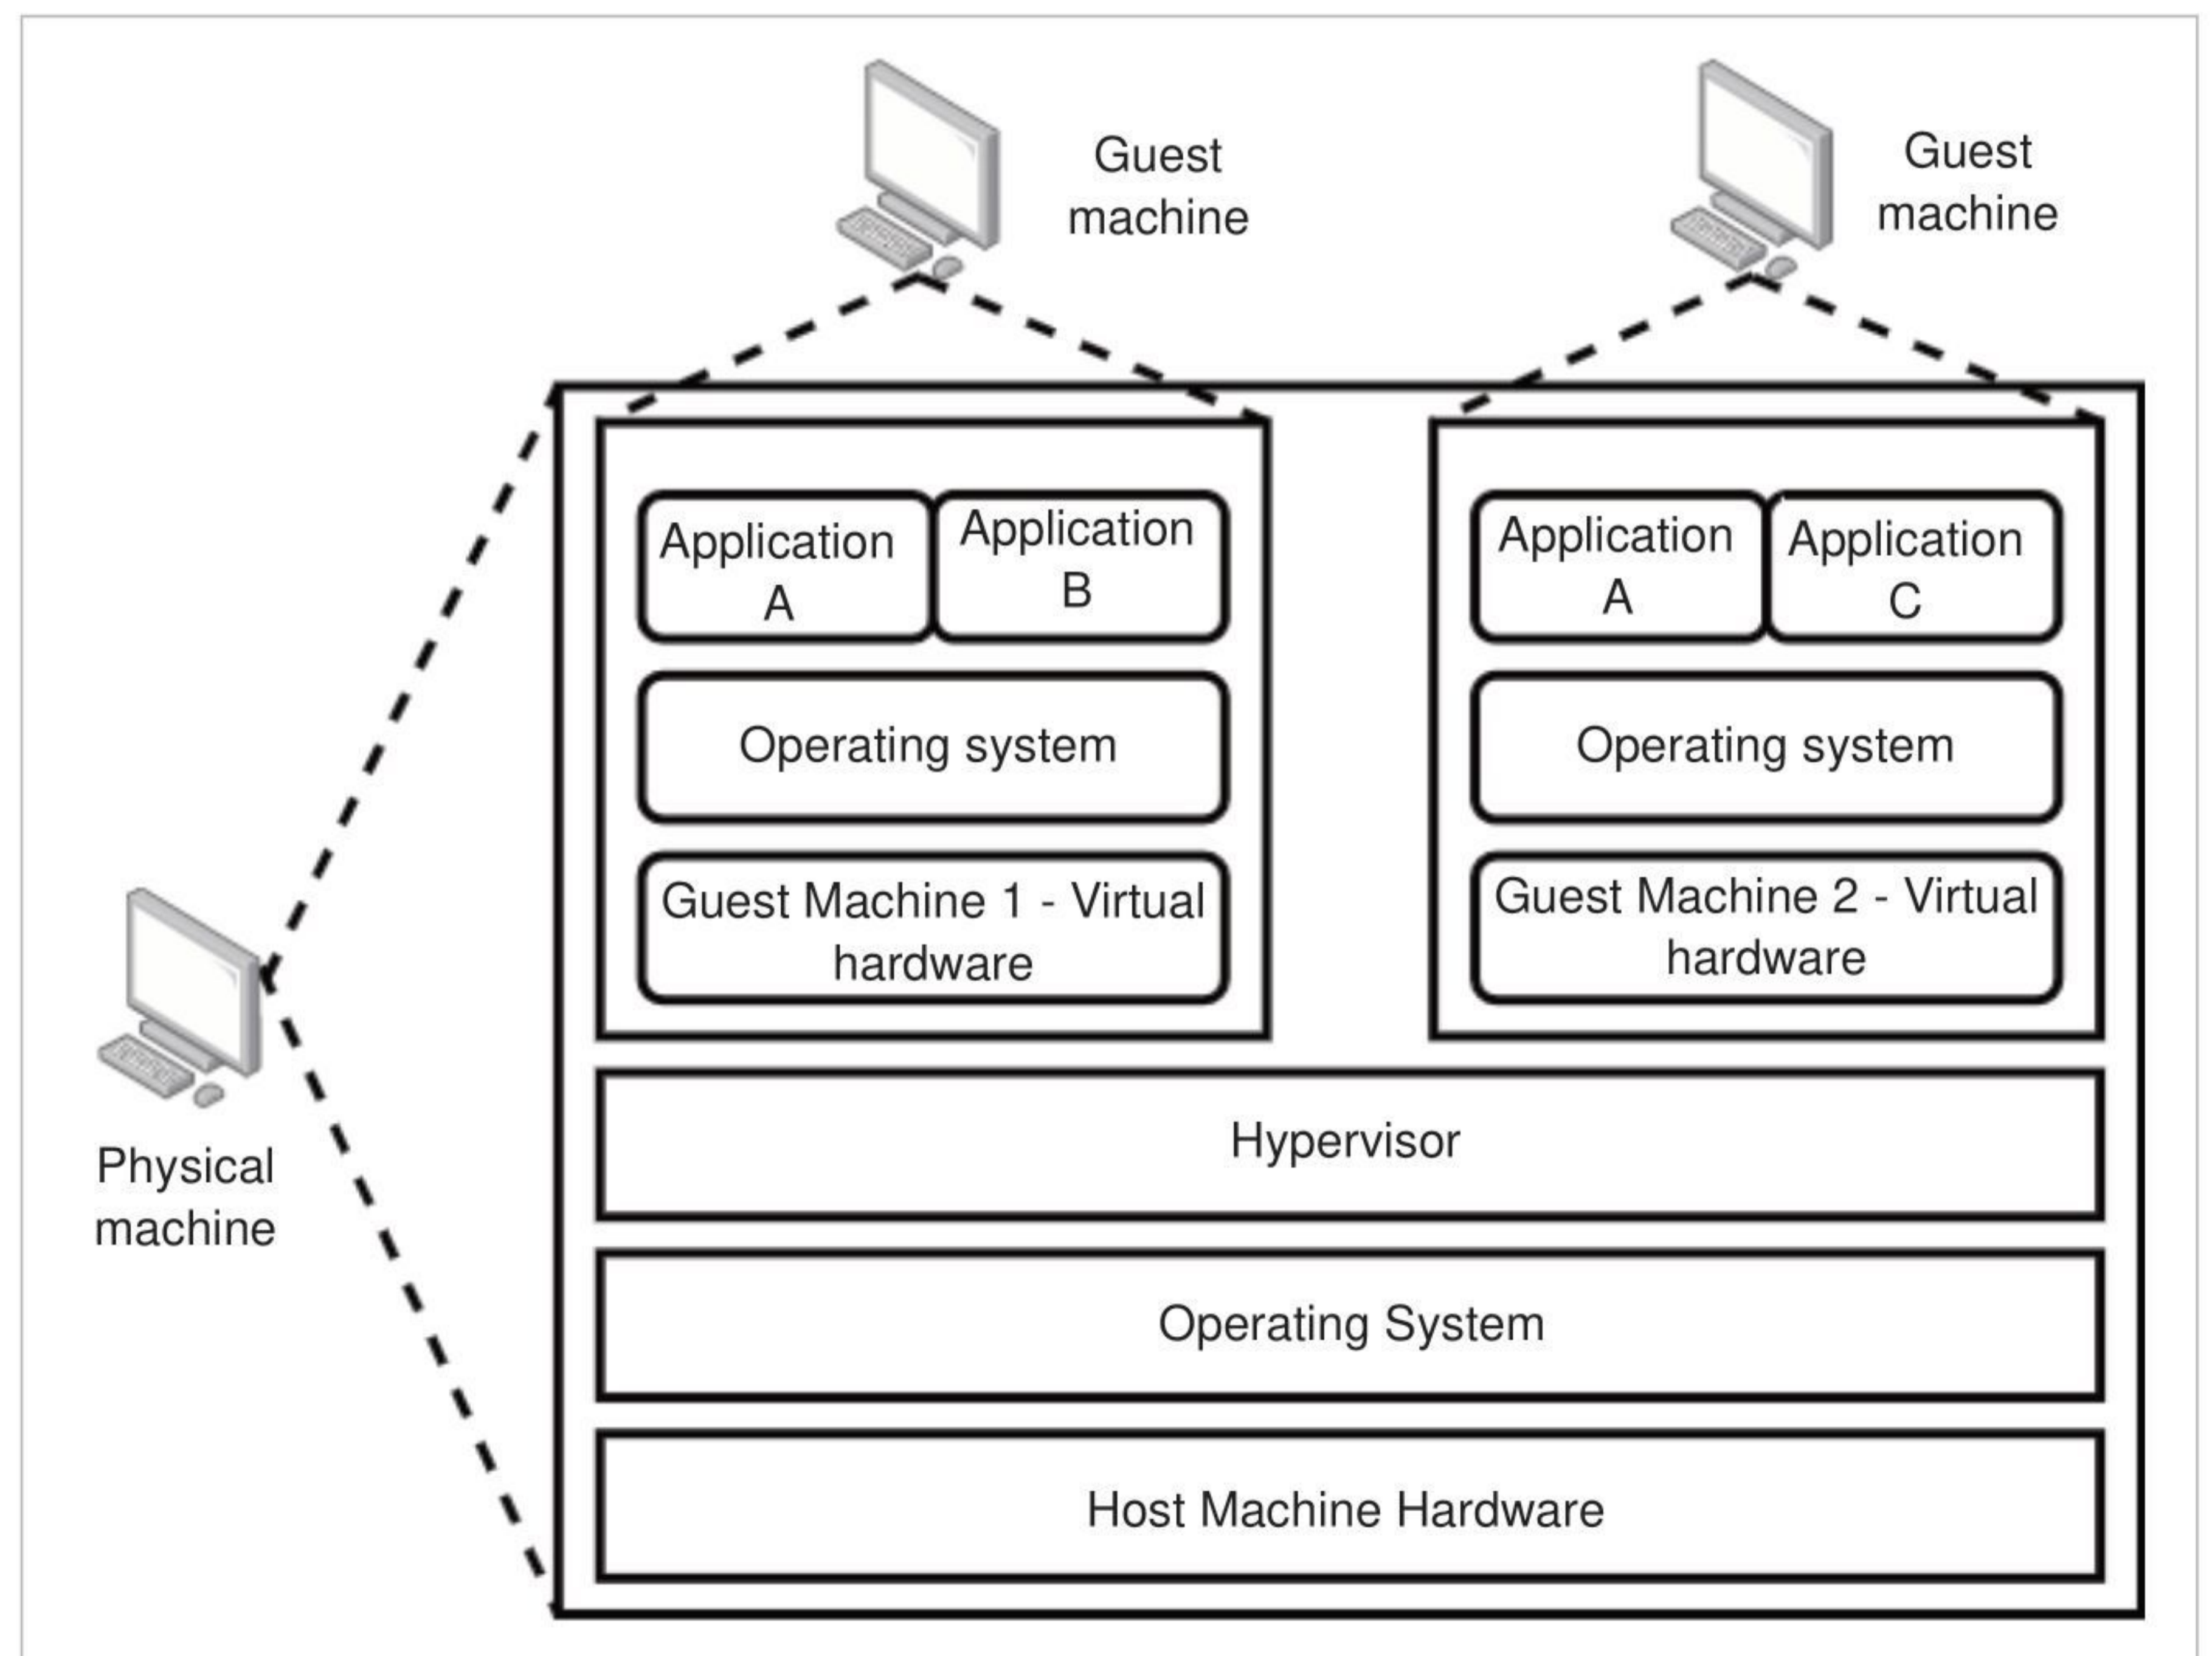 Guest
machine
Guest
machine
Application
A
Application
B
Application
A
Application
C
Operating system
Operating system
Guest Machine 1 - Virtual
hardware
Guest Machine 2 - Virtual
hardware
Hypervisor
Physical
machine
Operating System
Host Machine Hardware